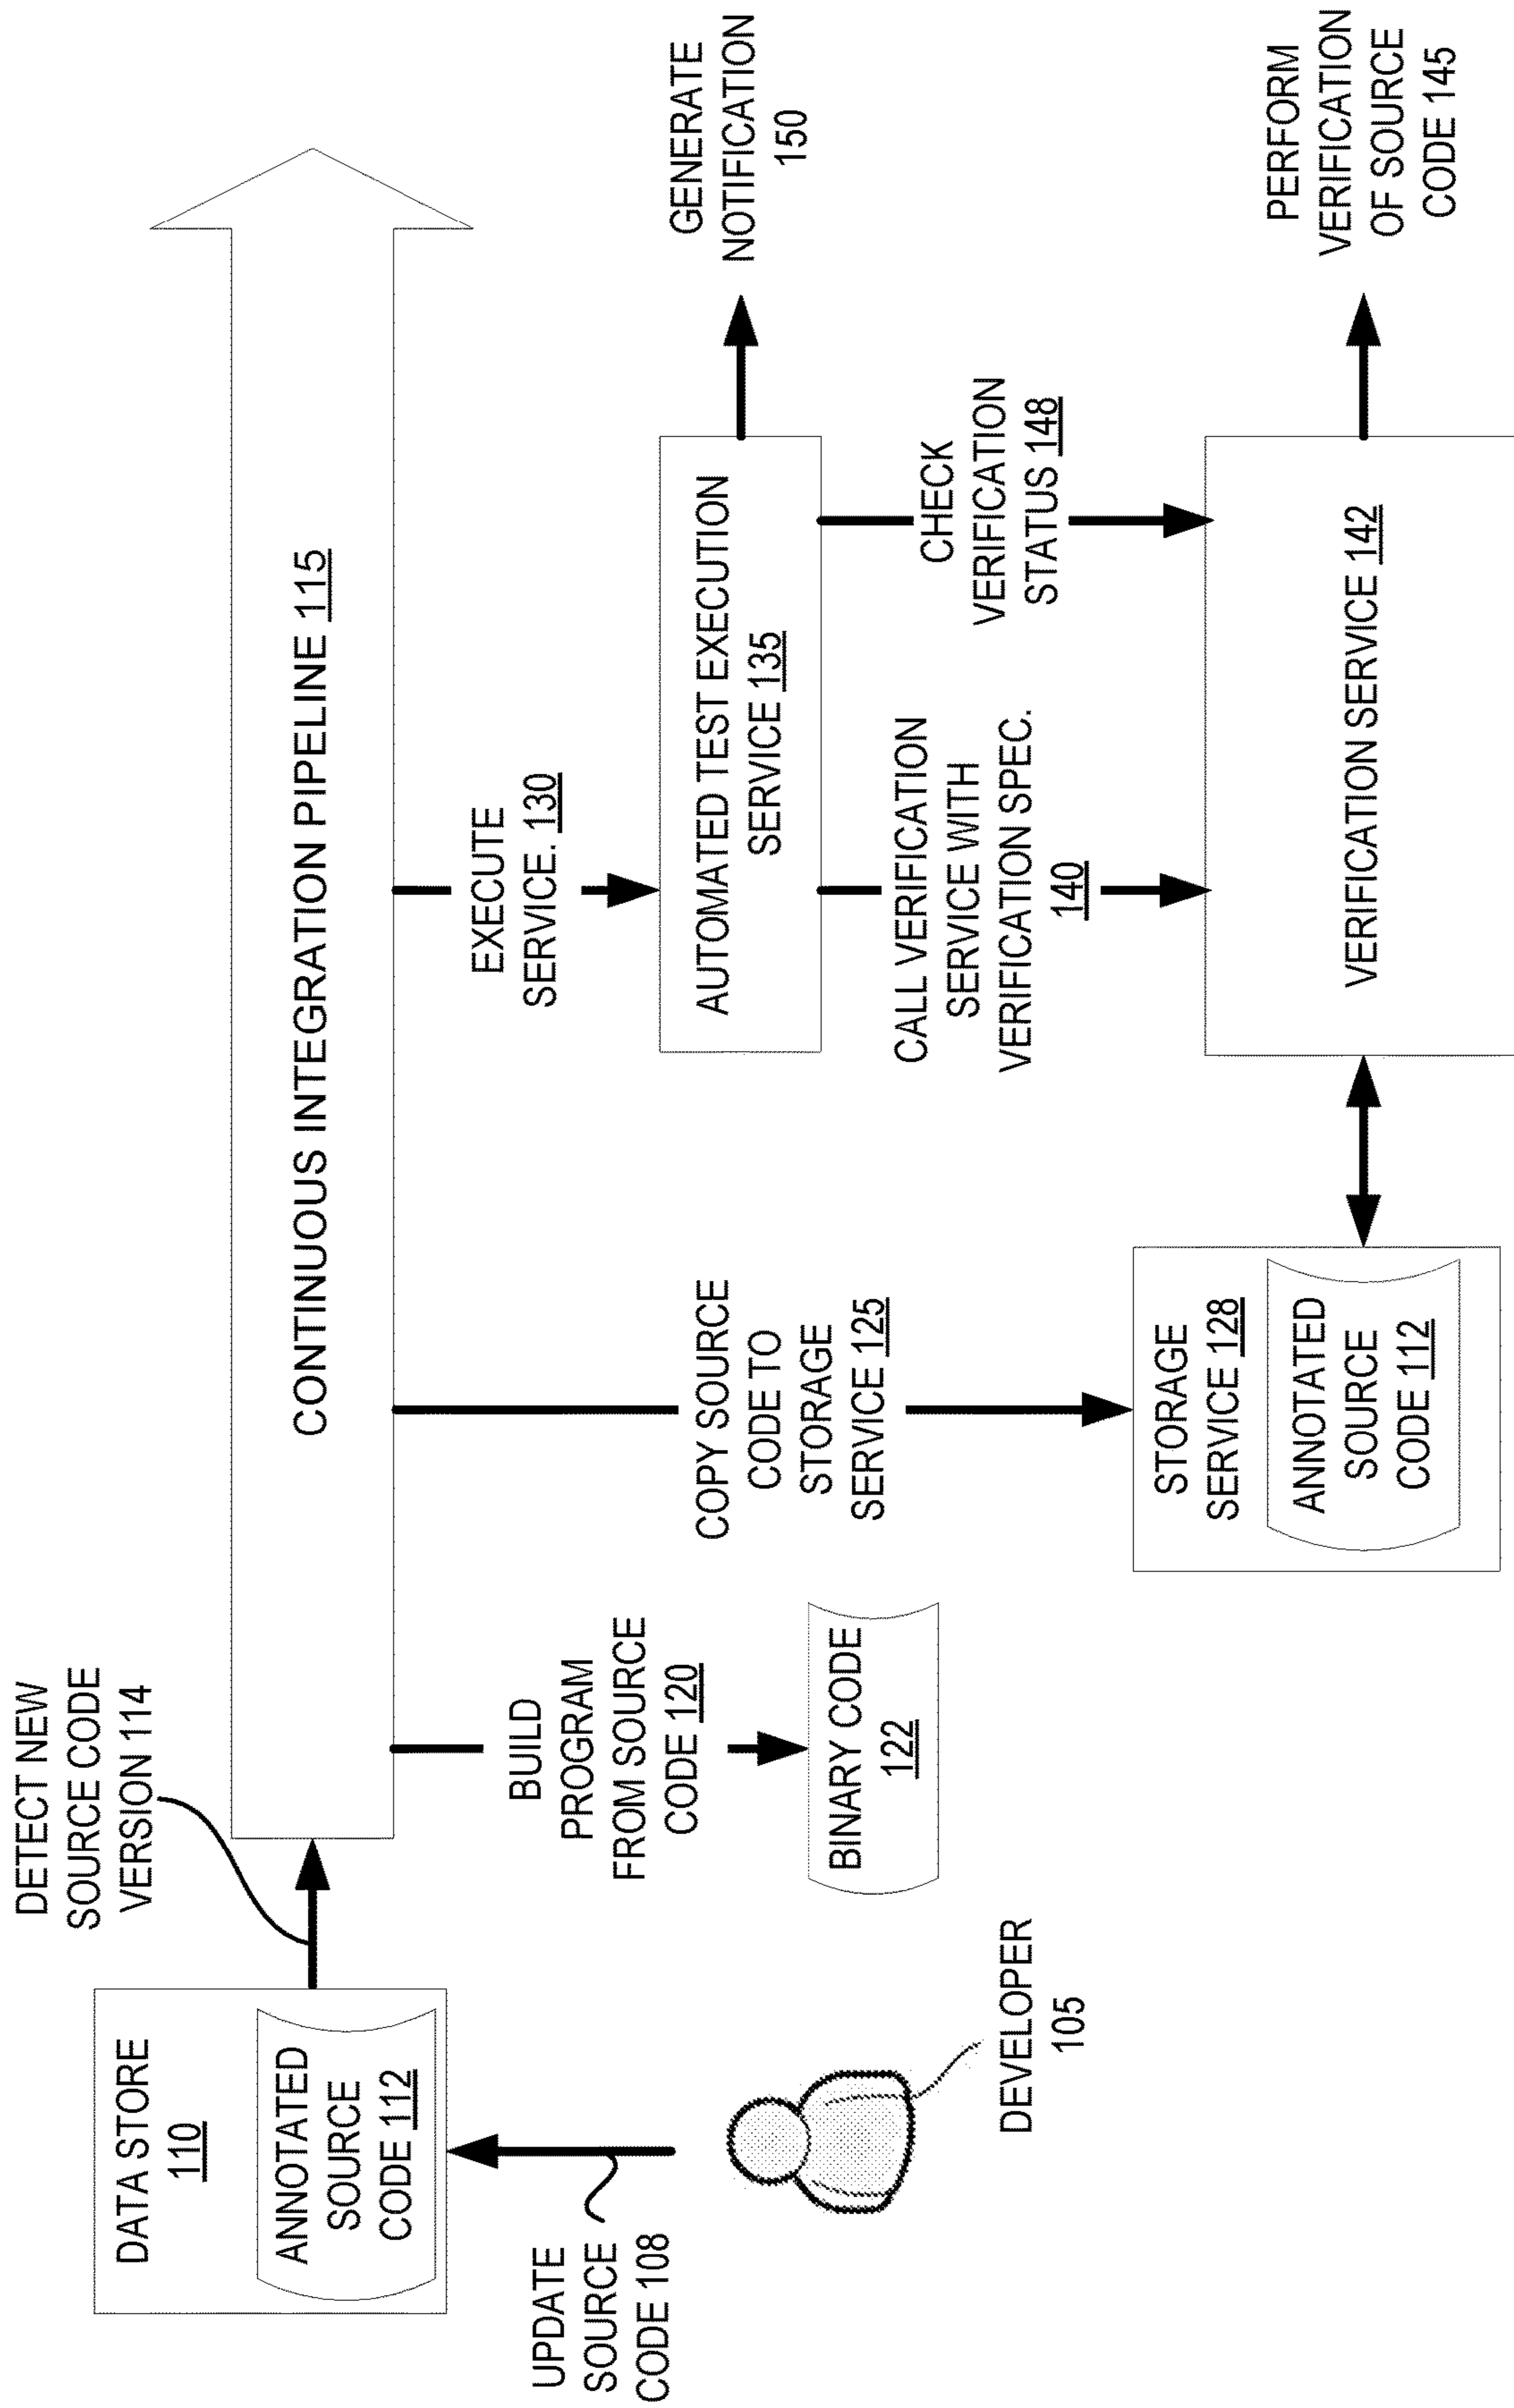 DETECT NEW
SOURCE CODE
VERSION 114
DATA STORE
110
ANNOTATED
SOURCE
CODE 112
UPDATE
SOURCE
CODE 108
DEVELOPER
105
CONTINUOUS INTEGRATION PIPELINE 115
BUILD
PROGRAM
FROM SOURCE
CODE 120
BINARY CODE
122
COPY SOURCE
CODE TO
STORAGE
SERVICE 125
STORAGE
SERVICE 128
ANNOTATED
SOURCE
CODE 112
EXECUTE
SERVICE. 130
AUTOMATED TEST EXECUTION
SERVICE 135
CALL VERIFICATION
SERVICE WITH
VERIFICATION SPEC.
140
CHECK
VERIFICATION
STATUS 148
VERIFICATION SERVICE 142
GENERATE
NOTIFICATION
150
PERFORM
VERIFICATION
OF SOURCE
CODE 145